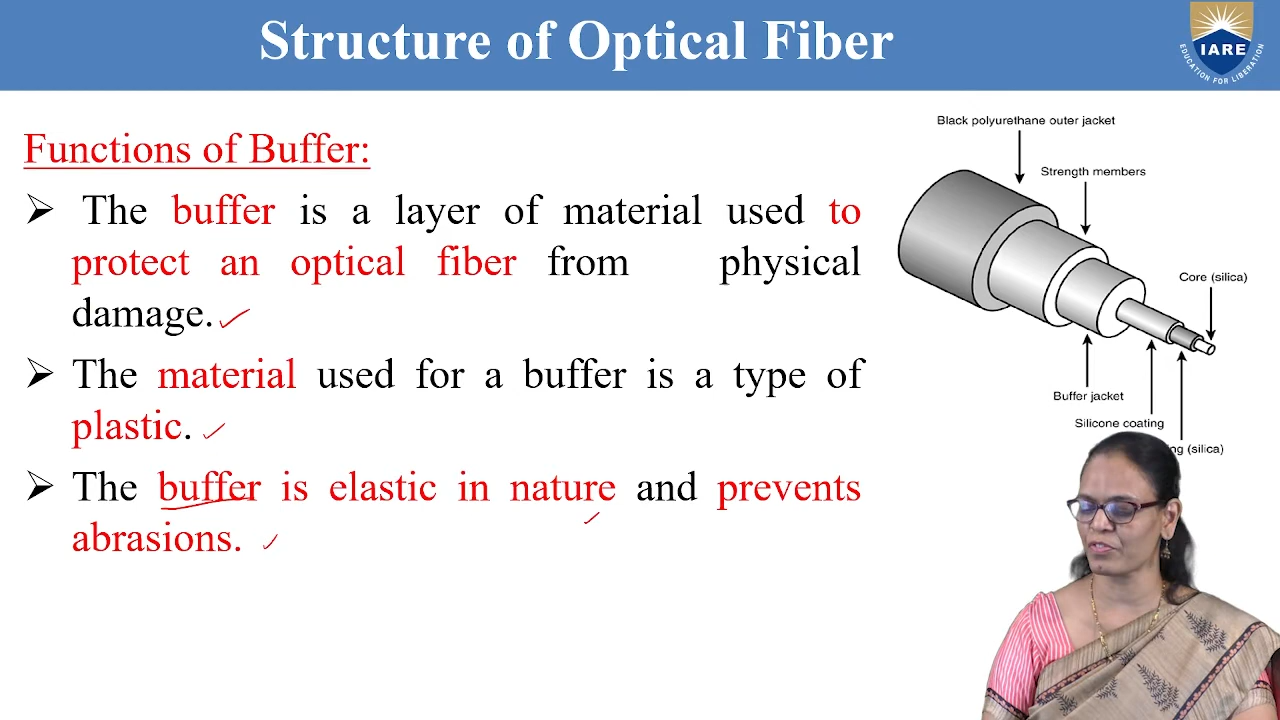 Structure of Optical Fiber
IARE
EDUCATION FOR LIBERATION
Functions of Buffer:
➢ The buffer is a layer of material used to
protect an optical fiber from physical
damage.
➢ The material used for a buffer is a type of
plastic.
➢ The buffer is elastic in nature and prevents
abrasions.
Black polyurethane outer jacket
Strength members
Core (silica)
Buffer jacket
Silicone coating
(silica)